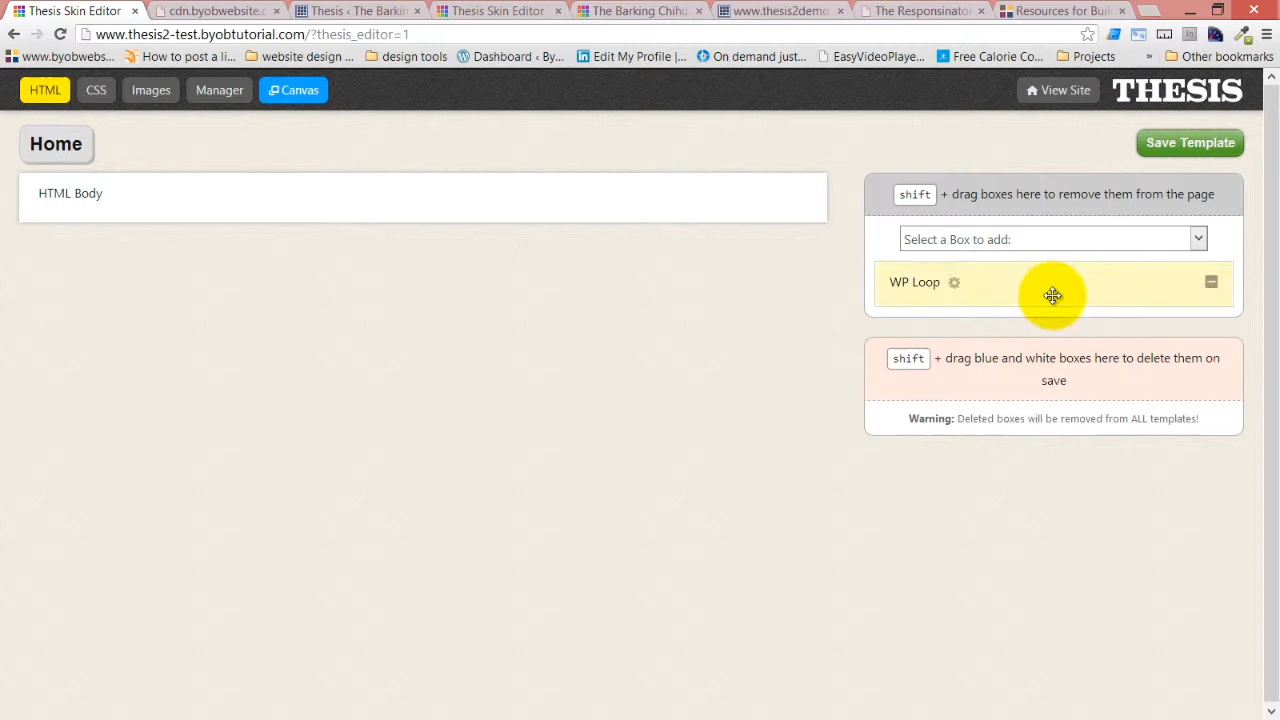 Thesis Skin Editor
cdn.byobwebsite.c
Thesis ‹ The Barkin
Thesis Skin Editor
The Barking Chihu
www.thesis2demo
The Responsinato
Resources for Buil
www.thesis2-test.byobtutorial.com/?thesis_editor=1
www.byobwebs...
How to post a li...
website design ...
design tools
Dashboard ‹ By...
Edit My Profile |...
On demand just...
EasyVideoPlaye...
Free Calorie Co...
Projects
»
Other bookmarks
HTML
CSS
Images
Manager
Canvas
View Site
THESIS
Home
Save Template
HTML Body
shift + drag boxes here to remove them from the page
Select a Box to add:
WP Loop
shift + drag blue and white boxes here to delete them on
save
Warning: Deleted boxes will be removed from ALL templates!